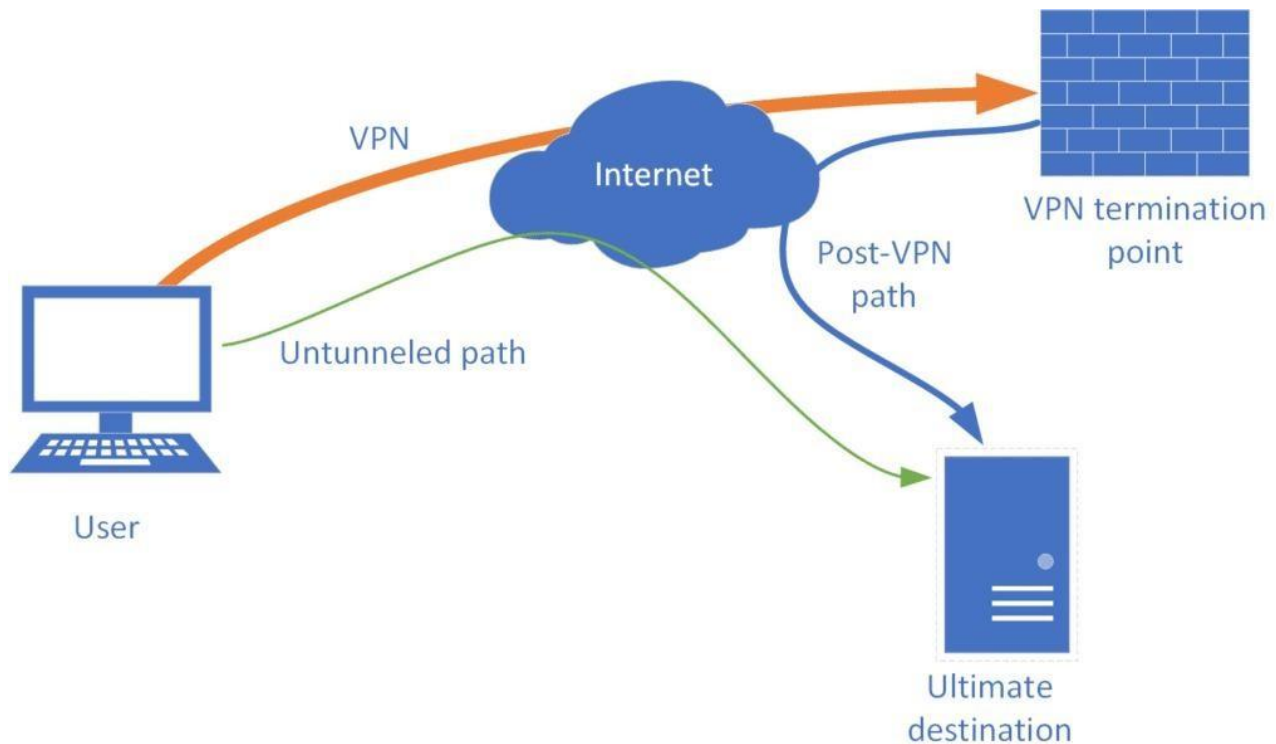 VPN
Internet
VPN termination
point
Post-VPN
path
Untunneled path
User
Ultimate
destination